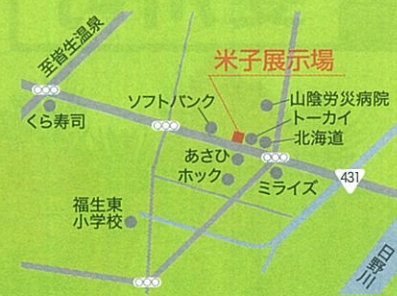 至皆生温泉
米子展示場
ソフトバンク
山陰労災病院
トーカイ
北海道
くら寿司
あさひ
ホック
ミライズ
431
福生東
小学校
日野川